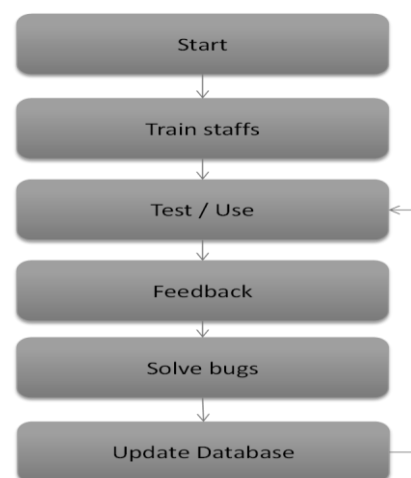 Start
Train staffs
Test / Use
Feedback
Solve bugs
Update Database